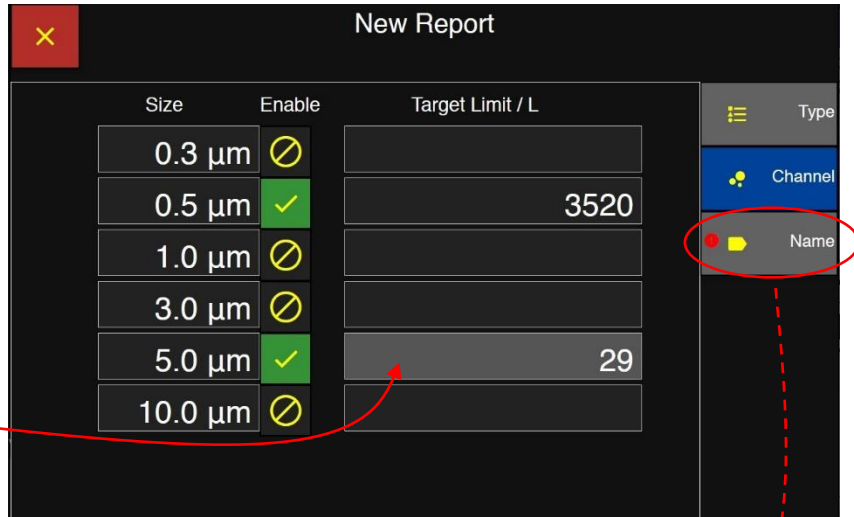 New Report
Size Enable Target Limit / L
0.3 µm
0.5 µm 3520
1.0 µm
3.0 µm
5.0 µm 29
10.0 µm
Type
Channel
Name